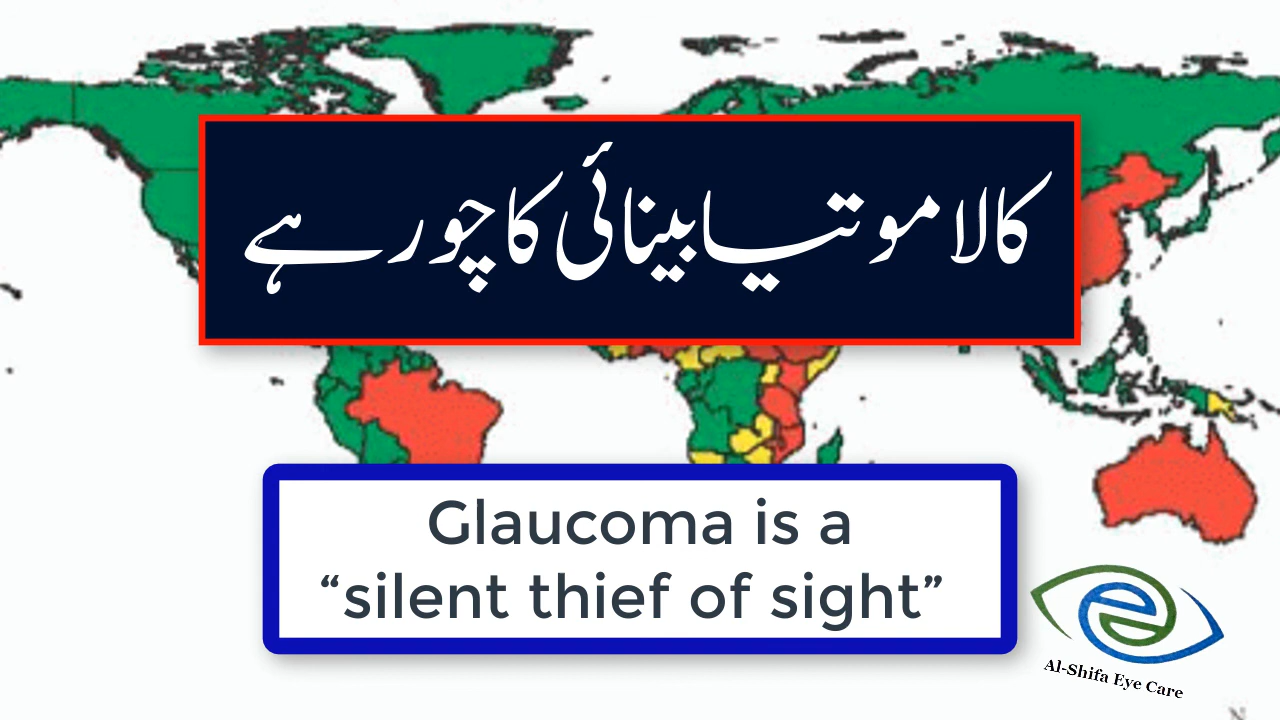 کالا موتیا بینائی کا چور ہے
Glaucoma is a
“silent thief of sight”
Al-Shifa Eye Care